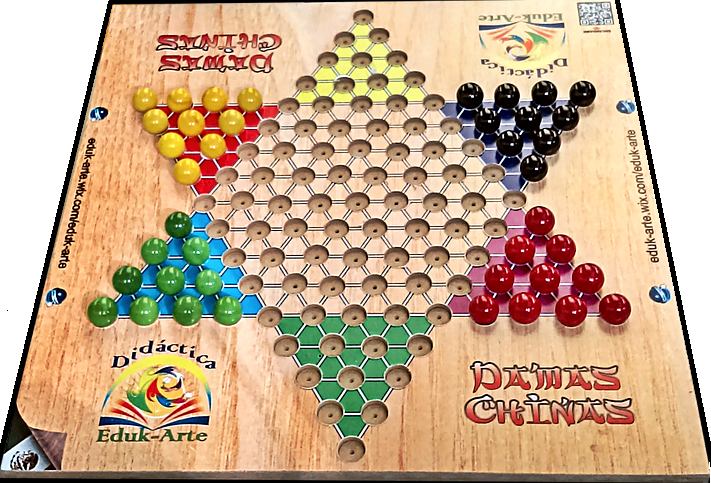 DAMAS
CHINAS
Eduk-Arte
Didáctica
eduk-arte.wix.com/eduk-arte
eduk-arte.wix.com/eduk-arte
Didáctica
Eduk-Arte
DAMAS
CHINAS